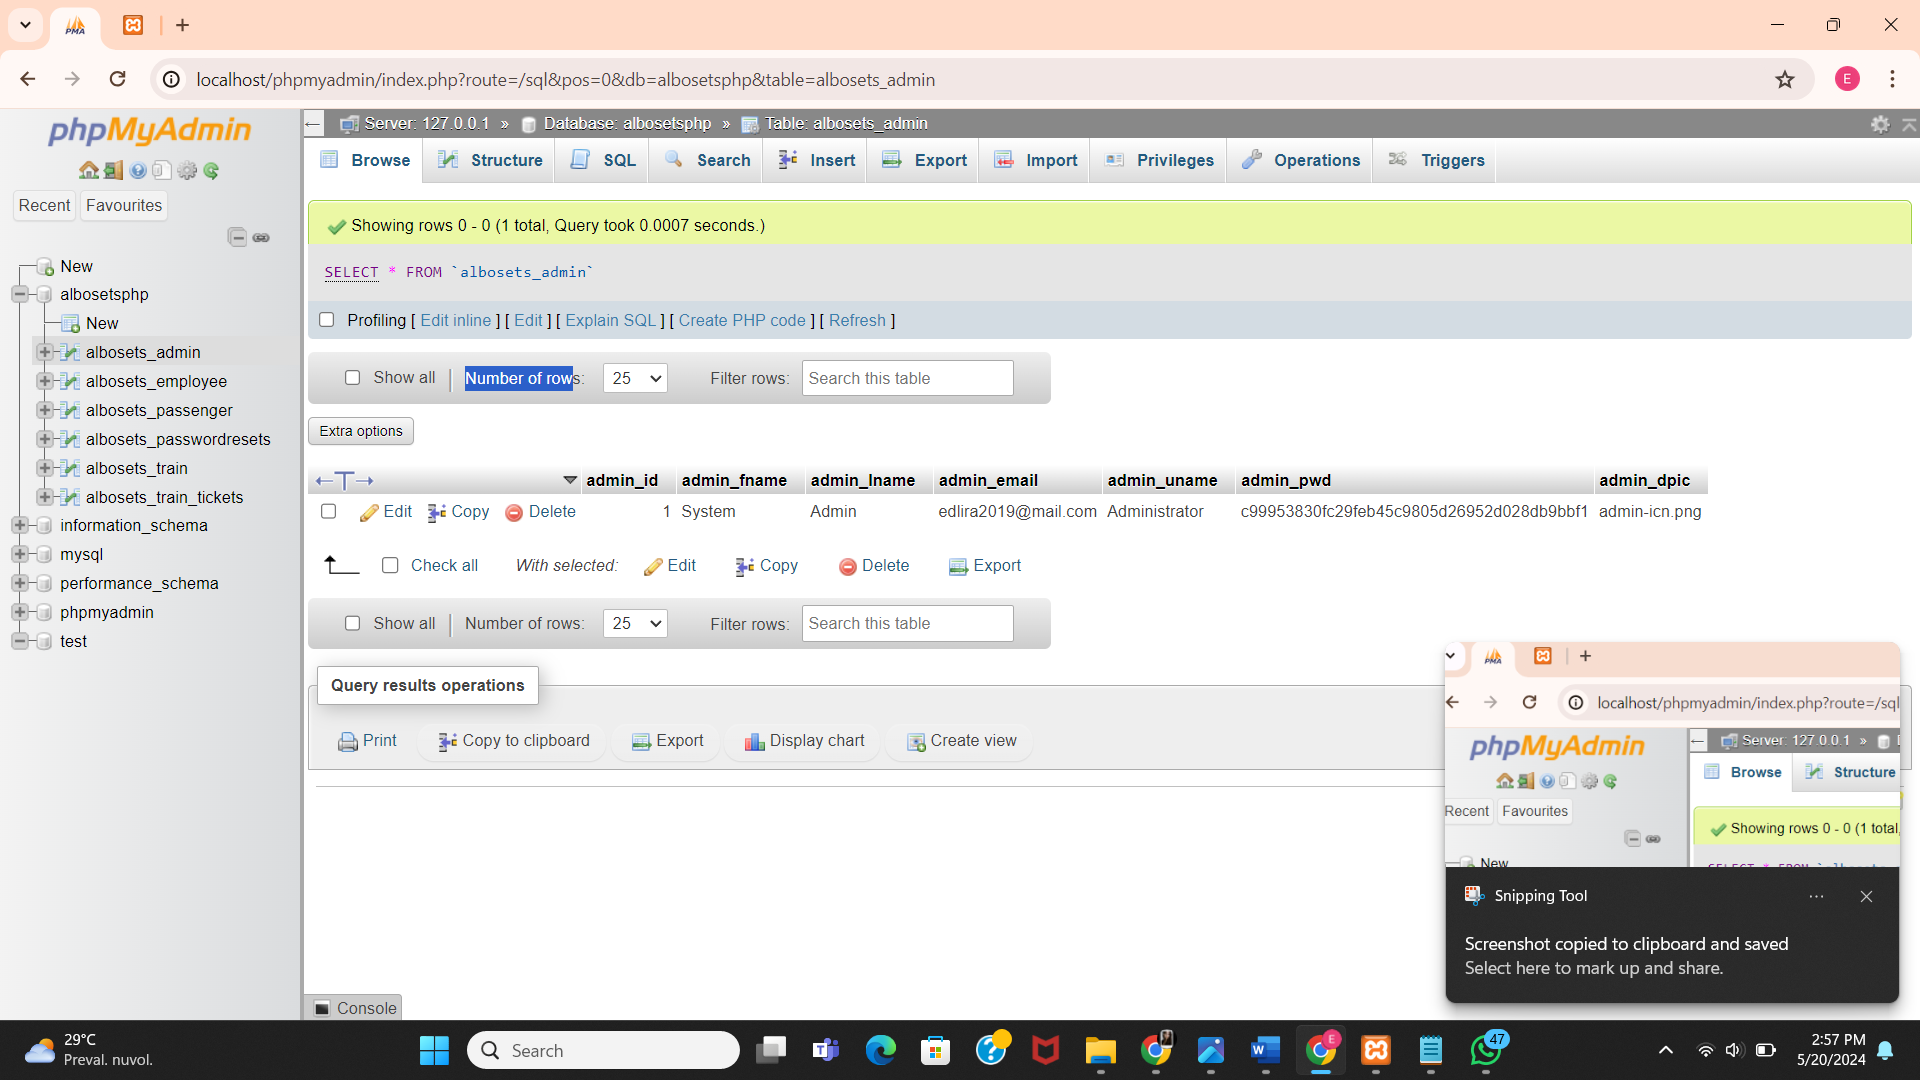 PMA
localhost/phpmyadmin/index.php?route=/sql&pos=0&db=albosetsphp&table=albosets_admin
E
phpMyAdmin
Server: 127.0.0.1 » Database: albosetsphp » Table: albosets_admin
Browse Structure SQL Search Insert Export Import Privileges Operations Triggers
Recent Favourites
New
albosetsphp
New
albosets_admin
albosets_employee
albosets_passenger
albosets_passwordresets
albosets_train
albosets_train_tickets
information_schema
mysql
performance_schema
phpmyadmin
test
Showing rows 0 - 0 (1 total, Query took 0.0007 seconds.)
SELECT * FROM `albosets_admin`
Profiling [ Edit inline ] [ Edit ] [ Explain SQL ] [ Create PHP code ] [ Refresh ]
Show all Number of rows: 25 Filter rows: Search this table
Extra options
←T→ admin_id admin_fname admin_lname admin_email admin_uname admin_pwd admin_dpic
Edit Copy Delete 1 System Admin edlira2019@mail.com Administrator c99953830fc29feb45c9805d26952d028db9bbf1 admin-icn.png
Check all With selected: Edit Copy Delete Export
Show all Number of rows: 25 Filter rows: Search this table
Query results operations
Print Copy to clipboard Export Display chart Create view
Console
PMA
localhost/phpmyadmin/index.php?route=/sql
phpMyAdmin
Server: 127.0.0.1 »
Browse Structure
Recent Favourites
Showing rows 0 - 0 (1 total,
New
Snipping Tool
Screenshot copied to clipboard and saved
Select here to mark up and share.
29°C
Preval. nuvol.
Search
E
47
2:57 PM
5/20/2024